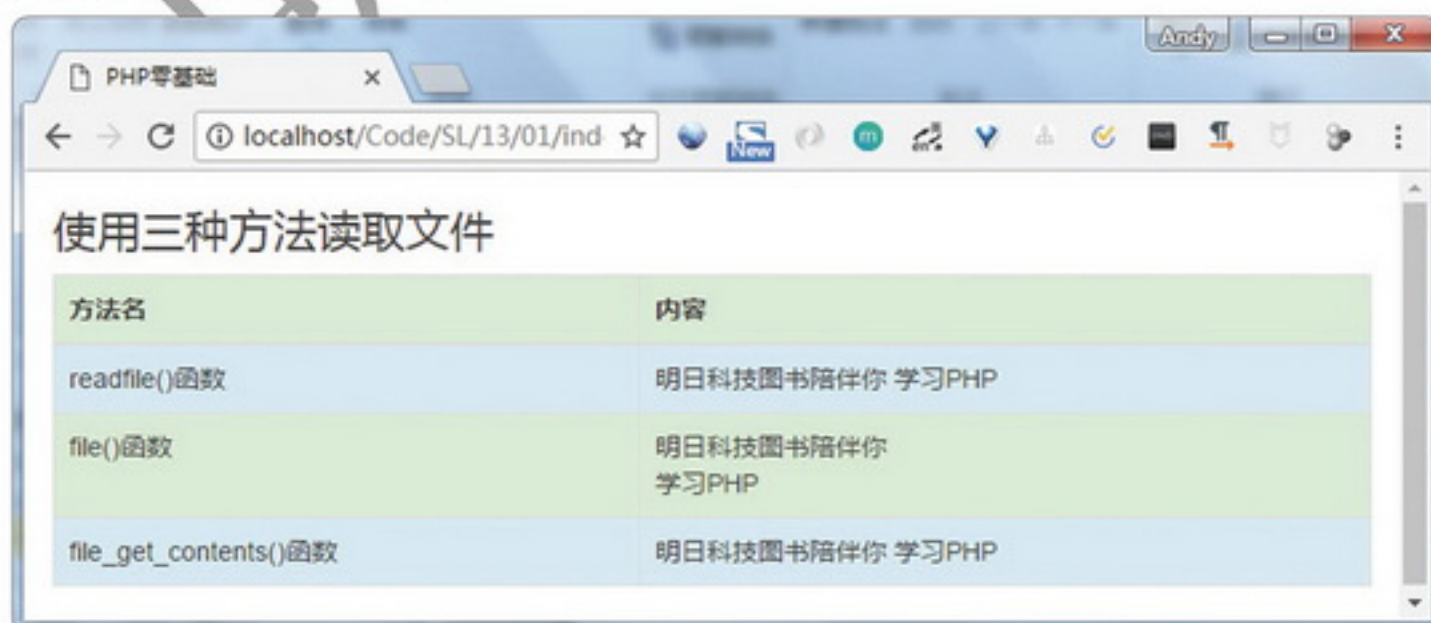 Andy
PHP零基础
localhost/Code/SL/13/01/ind
New
使用三种方法读取文件
方法名 内容
readfile()函数 明日科技图书陪伴你 学习PHP
file()函数 明日科技图书陪伴你
学习PHP
file_get_contents()函数 明日科技图书陪伴你 学习PHP